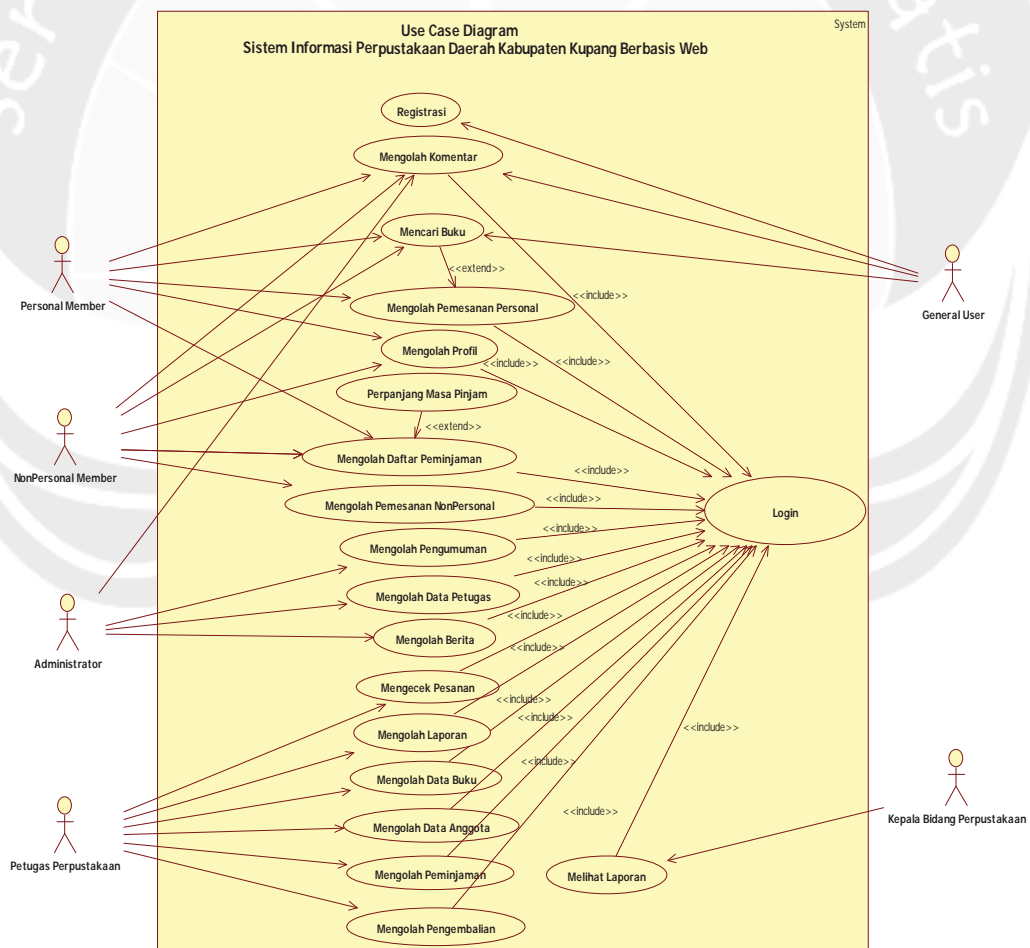 System
Use Case Diagram
Sistem Informasi Perpustakaan Daerah Kabupaten Kupang Berbasis Web
Registrasi
Mengolah Komentar
Mencari Buku
<<extend>>
Personal Member
General User
<<include>>
Mengolah Pemesanan Personal
Mengolah Profil
<<include>>
<<include>>
Perpanjang Masa Pinjam
<<extend>>
Mengolah Daftar Peminjaman
<<include>>
NonPersonal Member
Mengolah Pemesanan NonPersonal
<<include>>
Login
Mengolah Pengumuman
<<include>>
<<include>>
Mengolah Data Petugas
<<include>>
<<include>>
Mengolah Berita
<<include>>
Administrator
Mengecek Pesanan
<<include>>
<<include>>
Mengolah Laporan
<<include>>
<<include>>
Mengolah Data Buku
<<include>>
Mengolah Data Anggota
Kepala Bidang Perpustakaan
Petugas Perpustakaan
Mengolah Peminjaman
Melihat Laporan
Mengolah Pengembalian